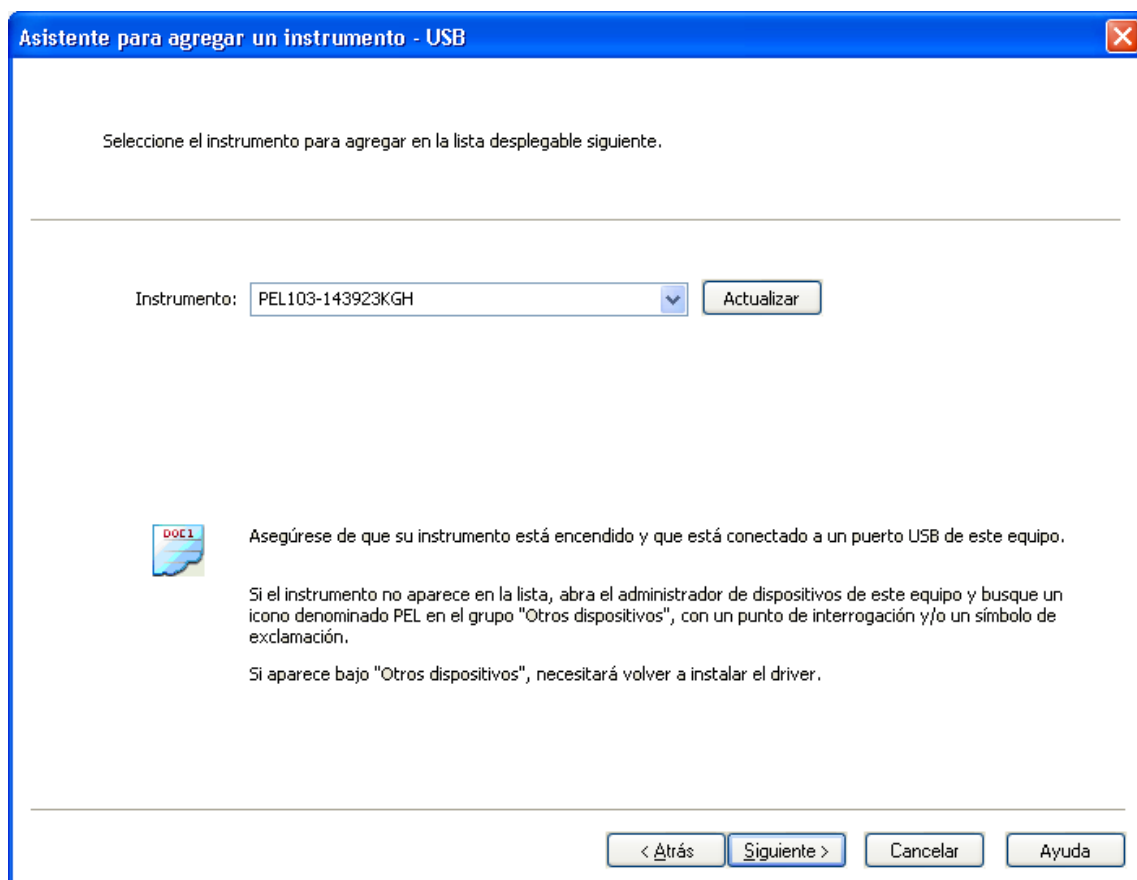 Asistente para agregar un instrumento - USB
Seleccione el instrumento para agregar en la lista desplegable siguiente.
Instrumento: PEL103-143923KGH Actualizar
DOC1
Asegúrese de que su instrumento está encendido y que está conectado a un puerto USB de este equipo.
Si el instrumento no aparece en la lista, abra el administrador de dispositivos de este equipo y busque un
icono denominado PEL en el grupo "Otros dispositivos", con un punto de interrogación y/o un símbolo de
exclamación.
Si aparece bajo "Otros dispositivos", necesitará volver a instalar el driver.
< Atrás Siguiente > Cancelar Ayuda